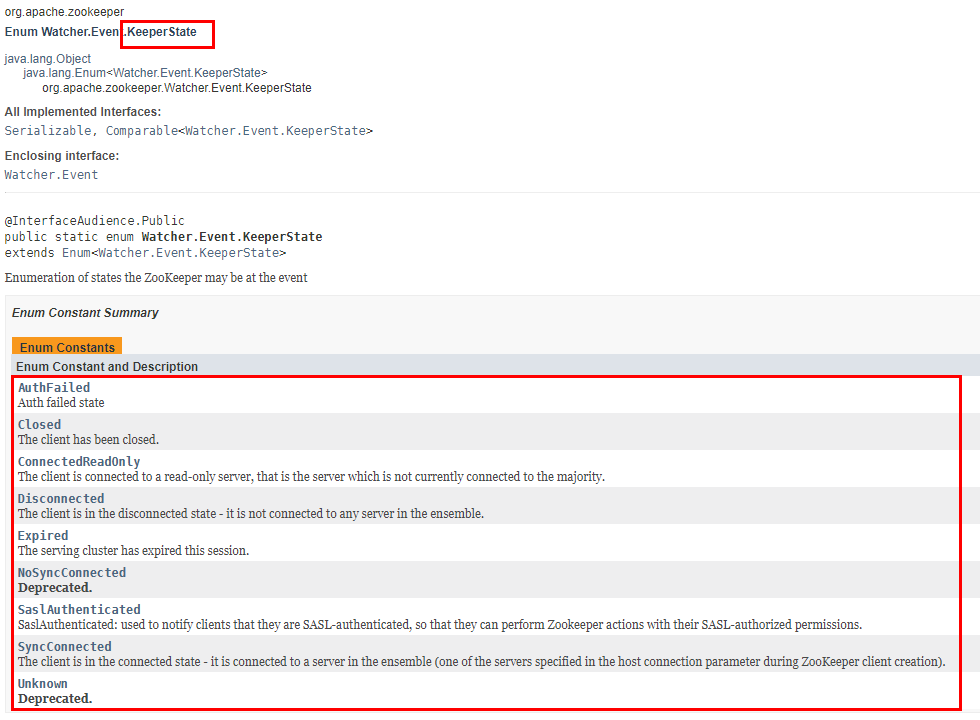 org.apache.zookeeper
Enum Watcher.Event.KeeperState
java.lang.Object
java.lang.Enum<Watcher.Event.KeeperState>
org.apache.zookeeper.Watcher.Event.KeeperState
All Implemented Interfaces:
Serializable, Comparable<Watcher.Event.KeeperState>
Enclosing interface:
Watcher.Event
@InterfaceAudience.Public
public static enum Watcher.Event.KeeperState
extends Enum<Watcher.Event.KeeperState>
Enumeration of states the ZooKeeper may be at the event
Enum Constant Summary
Enum Constants
Enum Constant and Description
AuthFailed
Auth failed state
Closed
The client has been closed.
ConnectedReadOnly
The client is connected to a read-only server, that is the server which is not currently connected to the majority.
Disconnected
The client is in the disconnected state - it is not connected to any server in the ensemble.
Expired
The serving cluster has expired this session.
NoSyncConnected
Deprecated.
SaslAuthenticated
SaslAuthenticated: used to notify clients that they are SASL-authenticated, so that they can perform Zookeeper actions with their SASL-authorized permissions.
SyncConnected
The client is in the connected state - it is connected to a server in the ensemble (one of the servers specified in the host connection parameter during ZooKeeper client creation).
Unknown
Deprecated.